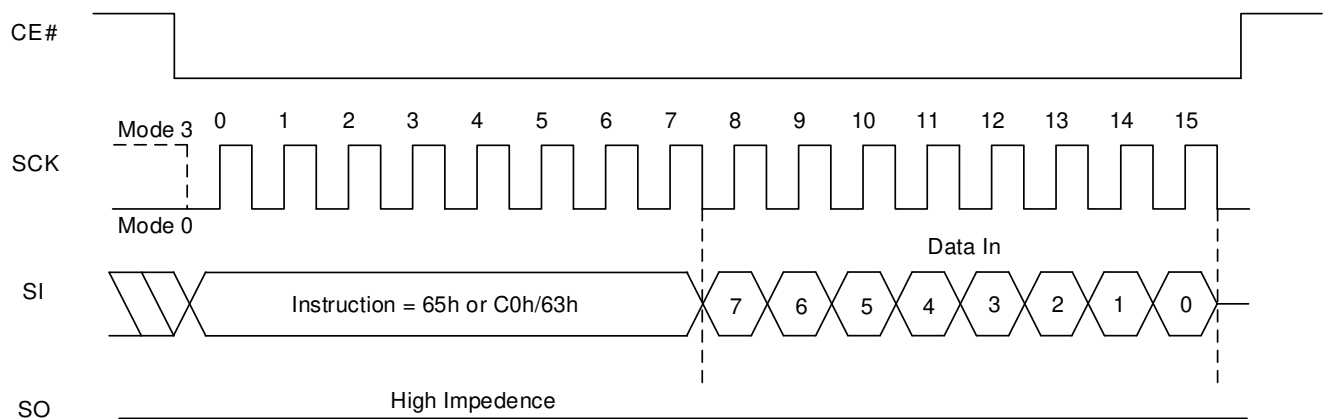 CE#
Mode 3
0 1 2 3 4 5 6 7 8 9 10 11 12 13 14 15
SCK
Mode 0
Data In
SI
Instruction = 65h or C0h/63h
7 6 5 4 3 2 1 0
High Impedence
SO